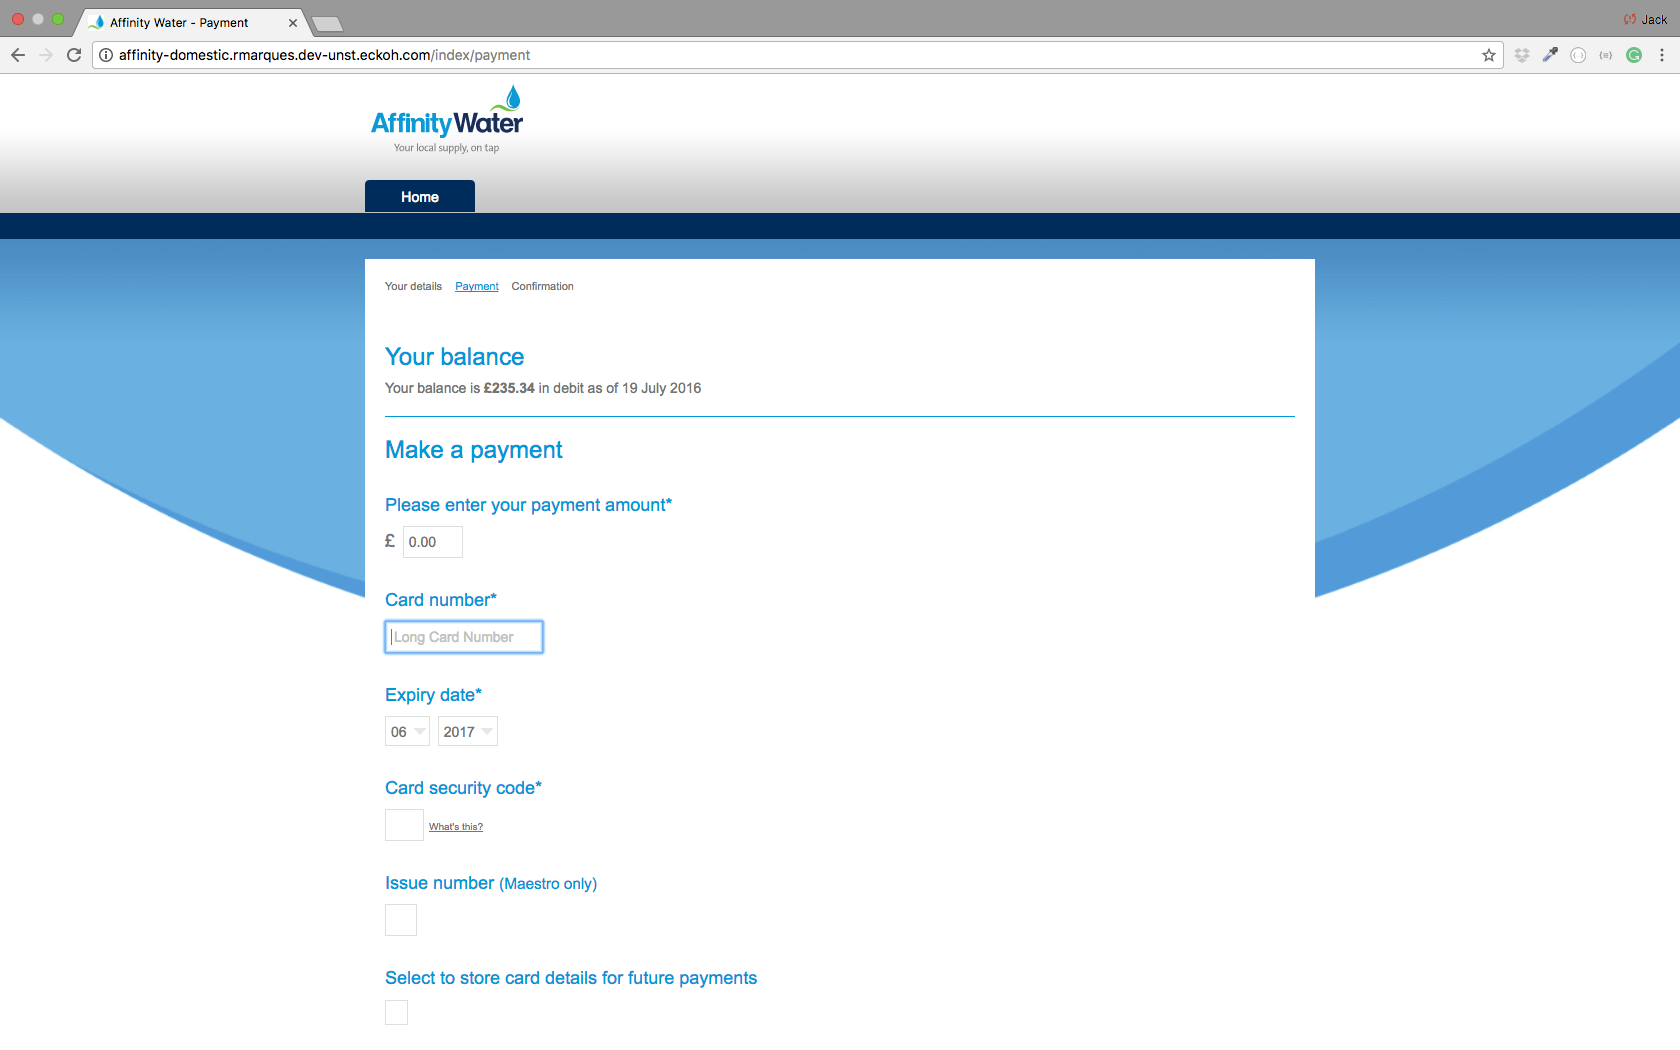 Affinity Water - Payment
Jack
affinity-domestic.rmarques.dev-unst.eckoh.com/index/payment
AffinityWater
Your local supply, on tap
Home
Your details Payment Confirmation
Your balance
Your balance is £235.34 in debit as of 19 July 2016
Make a payment
Please enter your payment amount*
£ 0.00
Card number*
Long Card Number
Expiry date*
06 2017
Card security code*
What's this?
Issue number (Maestro only)
Select to store card details for future payments